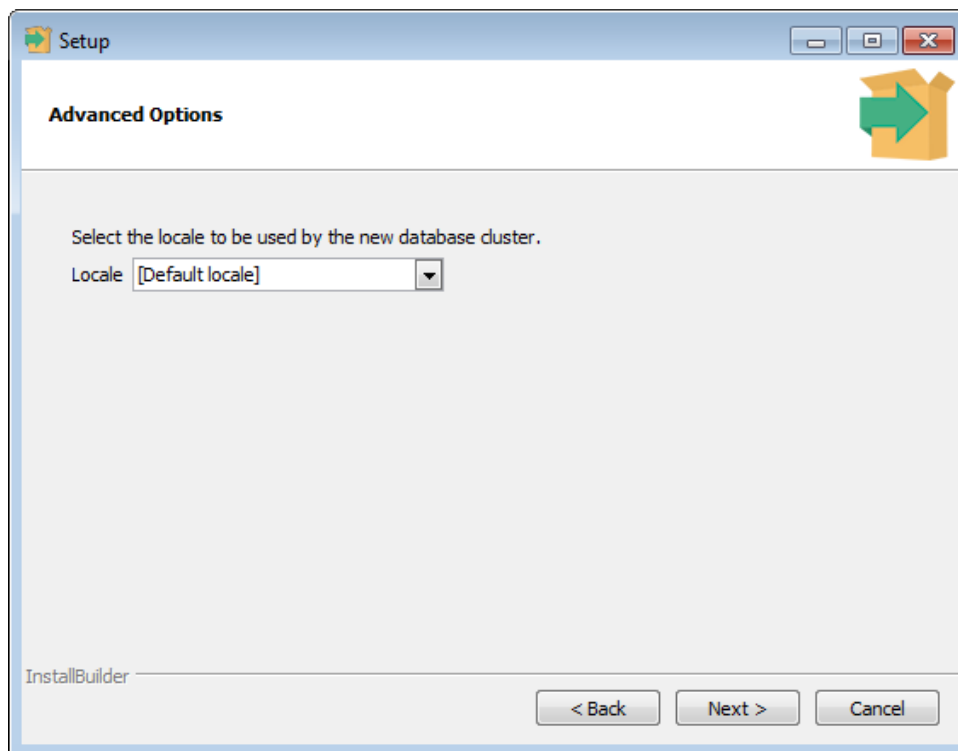 Setup
Advanced Options
Select the locale to be used by the new database cluster.
Locale [Default locale]
InstallBuilder
< Back Next > Cancel